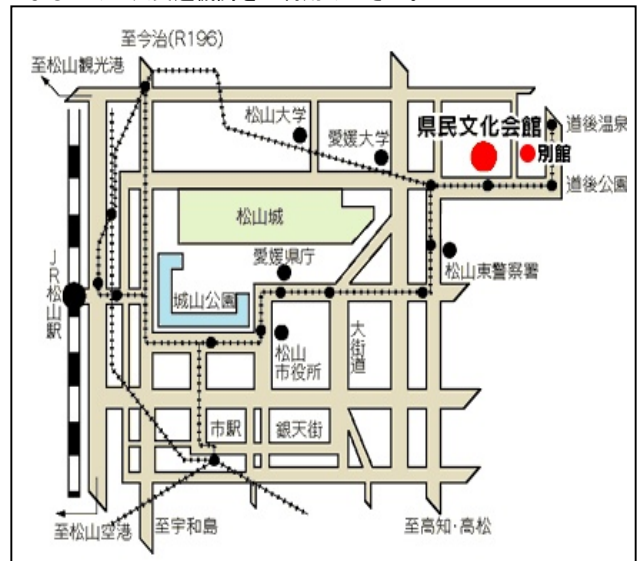 至今治(R196)
至松山観光港
松山大学
愛媛大学
県民文化会館
別館
道後温泉
道後公園
松山城
愛媛県庁
松山東警察署
JR松山駅
城山公園
松山
市役所
大街道
市駅
銀天街
至松山空港
至宇和島
至高知・高松